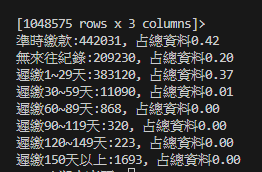 [1048575 rows x 3 columns]>
準時繳款:442031, 占總資料0.42
無來往紀錄:209230, 占總資料0.20
遲繳1~29天:383120, 占總資料0.37
遲繳30~59天:11090, 占總資料0.01
遲繳60~89天:868, 占總資料0.00
遲繳90~119天:320, 占總資料0.00
遲繳120~149天:223, 占總資料0.00
遲繳150天以上:1693, 占總資料0.00